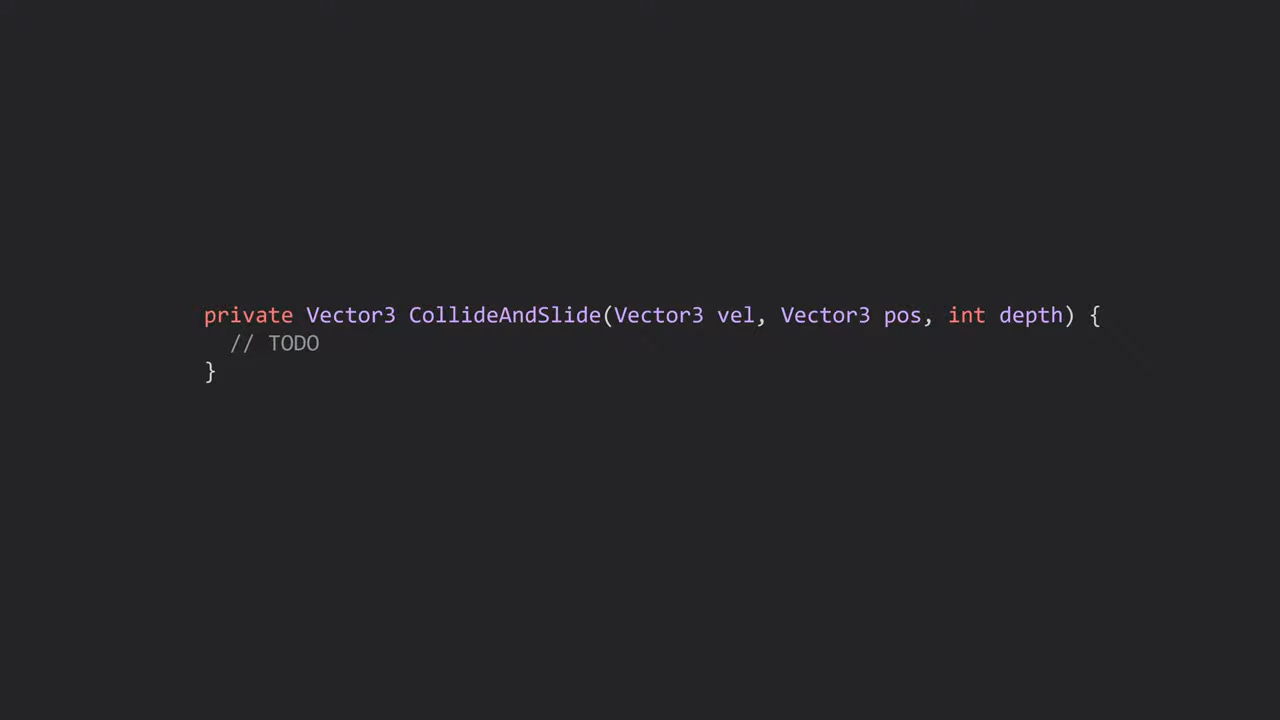 private Vector3 CollideAndSlide(Vector3 vel, Vector3 pos, int depth) {
// TODO
}